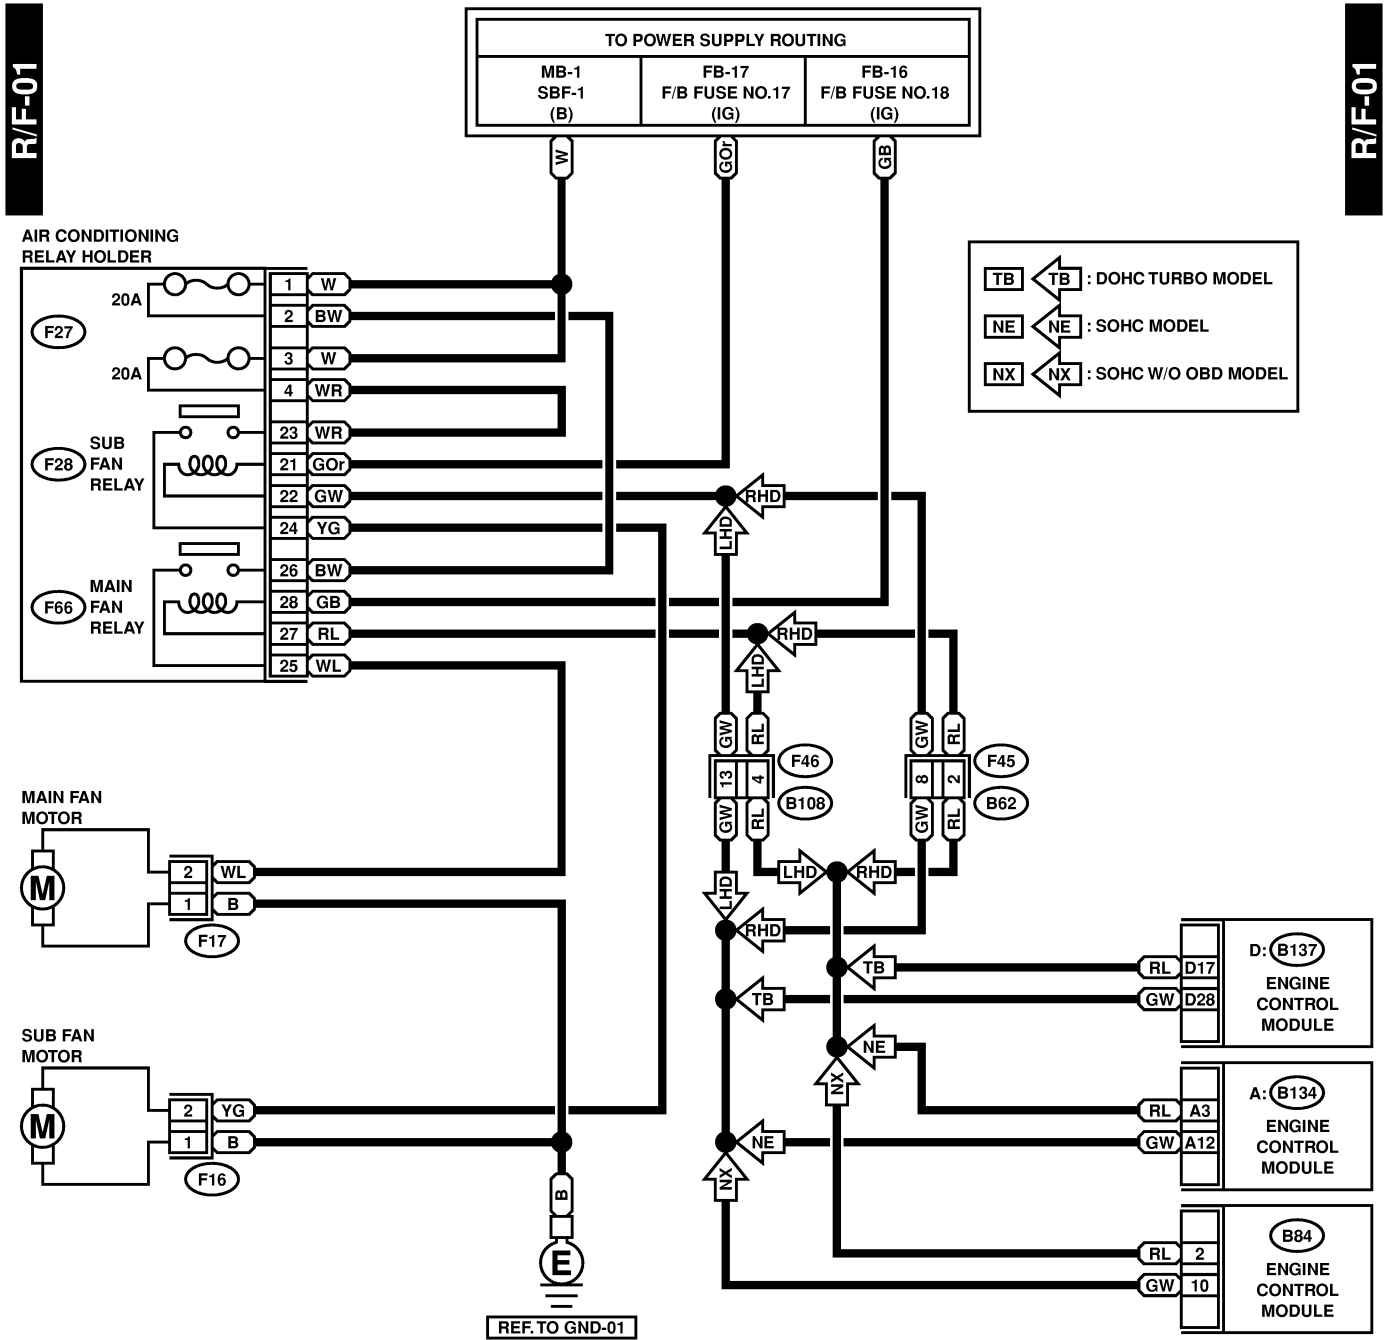 R/F-01
R/F-01
TO POWER SUPPLY ROUTING
MB-1
SBF-1
(B)
FB-17
F/B FUSE NO.17
(IG)
FB-16
F/B FUSE NO.18
(IG)
W
GOr
GB
TB TB : DOHC TURBO MODEL
NE NE : SOHC MODEL
NX NX : SOHC W/O OBD MODEL
AIR CONDITIONING
RELAY HOLDER
20A
F27
20A
SUB
FAN
RELAY
F28
MAIN
FAN
RELAY
F66
1 W
2 BW
3 W
4 WR
23 WR
21 GOr
22 GW
24 YG
26 BW
28 GB
27 RL
25 WL
RHD
LHD
RHD
LHD
GW RL
13 4
GW RL
F46
B108
GW RL
8 2
GW RL
F45
B62
LHD RHD
LHD
RHD
MAIN FAN
MOTOR
M
2 WL
1 B
F17
SUB FAN
MOTOR
M
2 YG
1 B
F16
B
E
REF. TO GND-01
TB
RL D17
TB
GW D28
D: B137
ENGINE
CONTROL
MODULE
NE
NX
RL A3
NE
GW A12
A: B134
ENGINE
CONTROL
MODULE
NX
RL 2
GW 10
B84
ENGINE
CONTROL
MODULE